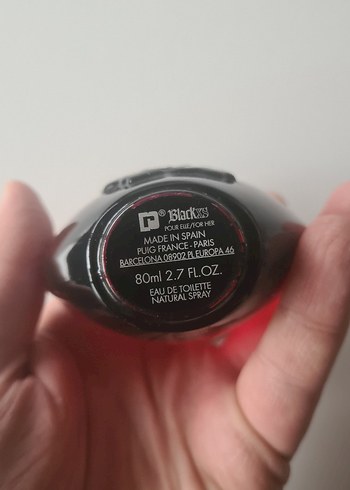 ® Black XS
POUR ELLE/FOR HER
MADE IN SPAIN
PUIG FRANCE - PARIS
BARCELONA 08902 PL EUROPA 46
80ml 2.7 FL.OZ.
EAU DE TOILETTE
NATURAL SPRAY